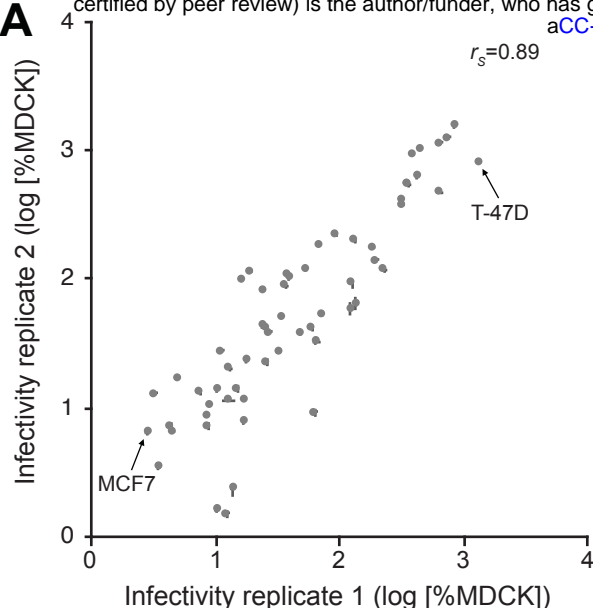 certified by peer review) is the author/funder, who has g
A
aCC-
4
rs=0.89
3
T-47D
2
1
MCF7
0
0 1 2 3 4
Infectivity replicate 2 (log [%MDCK])
Infectivity replicate 1 (log [%MDCK])